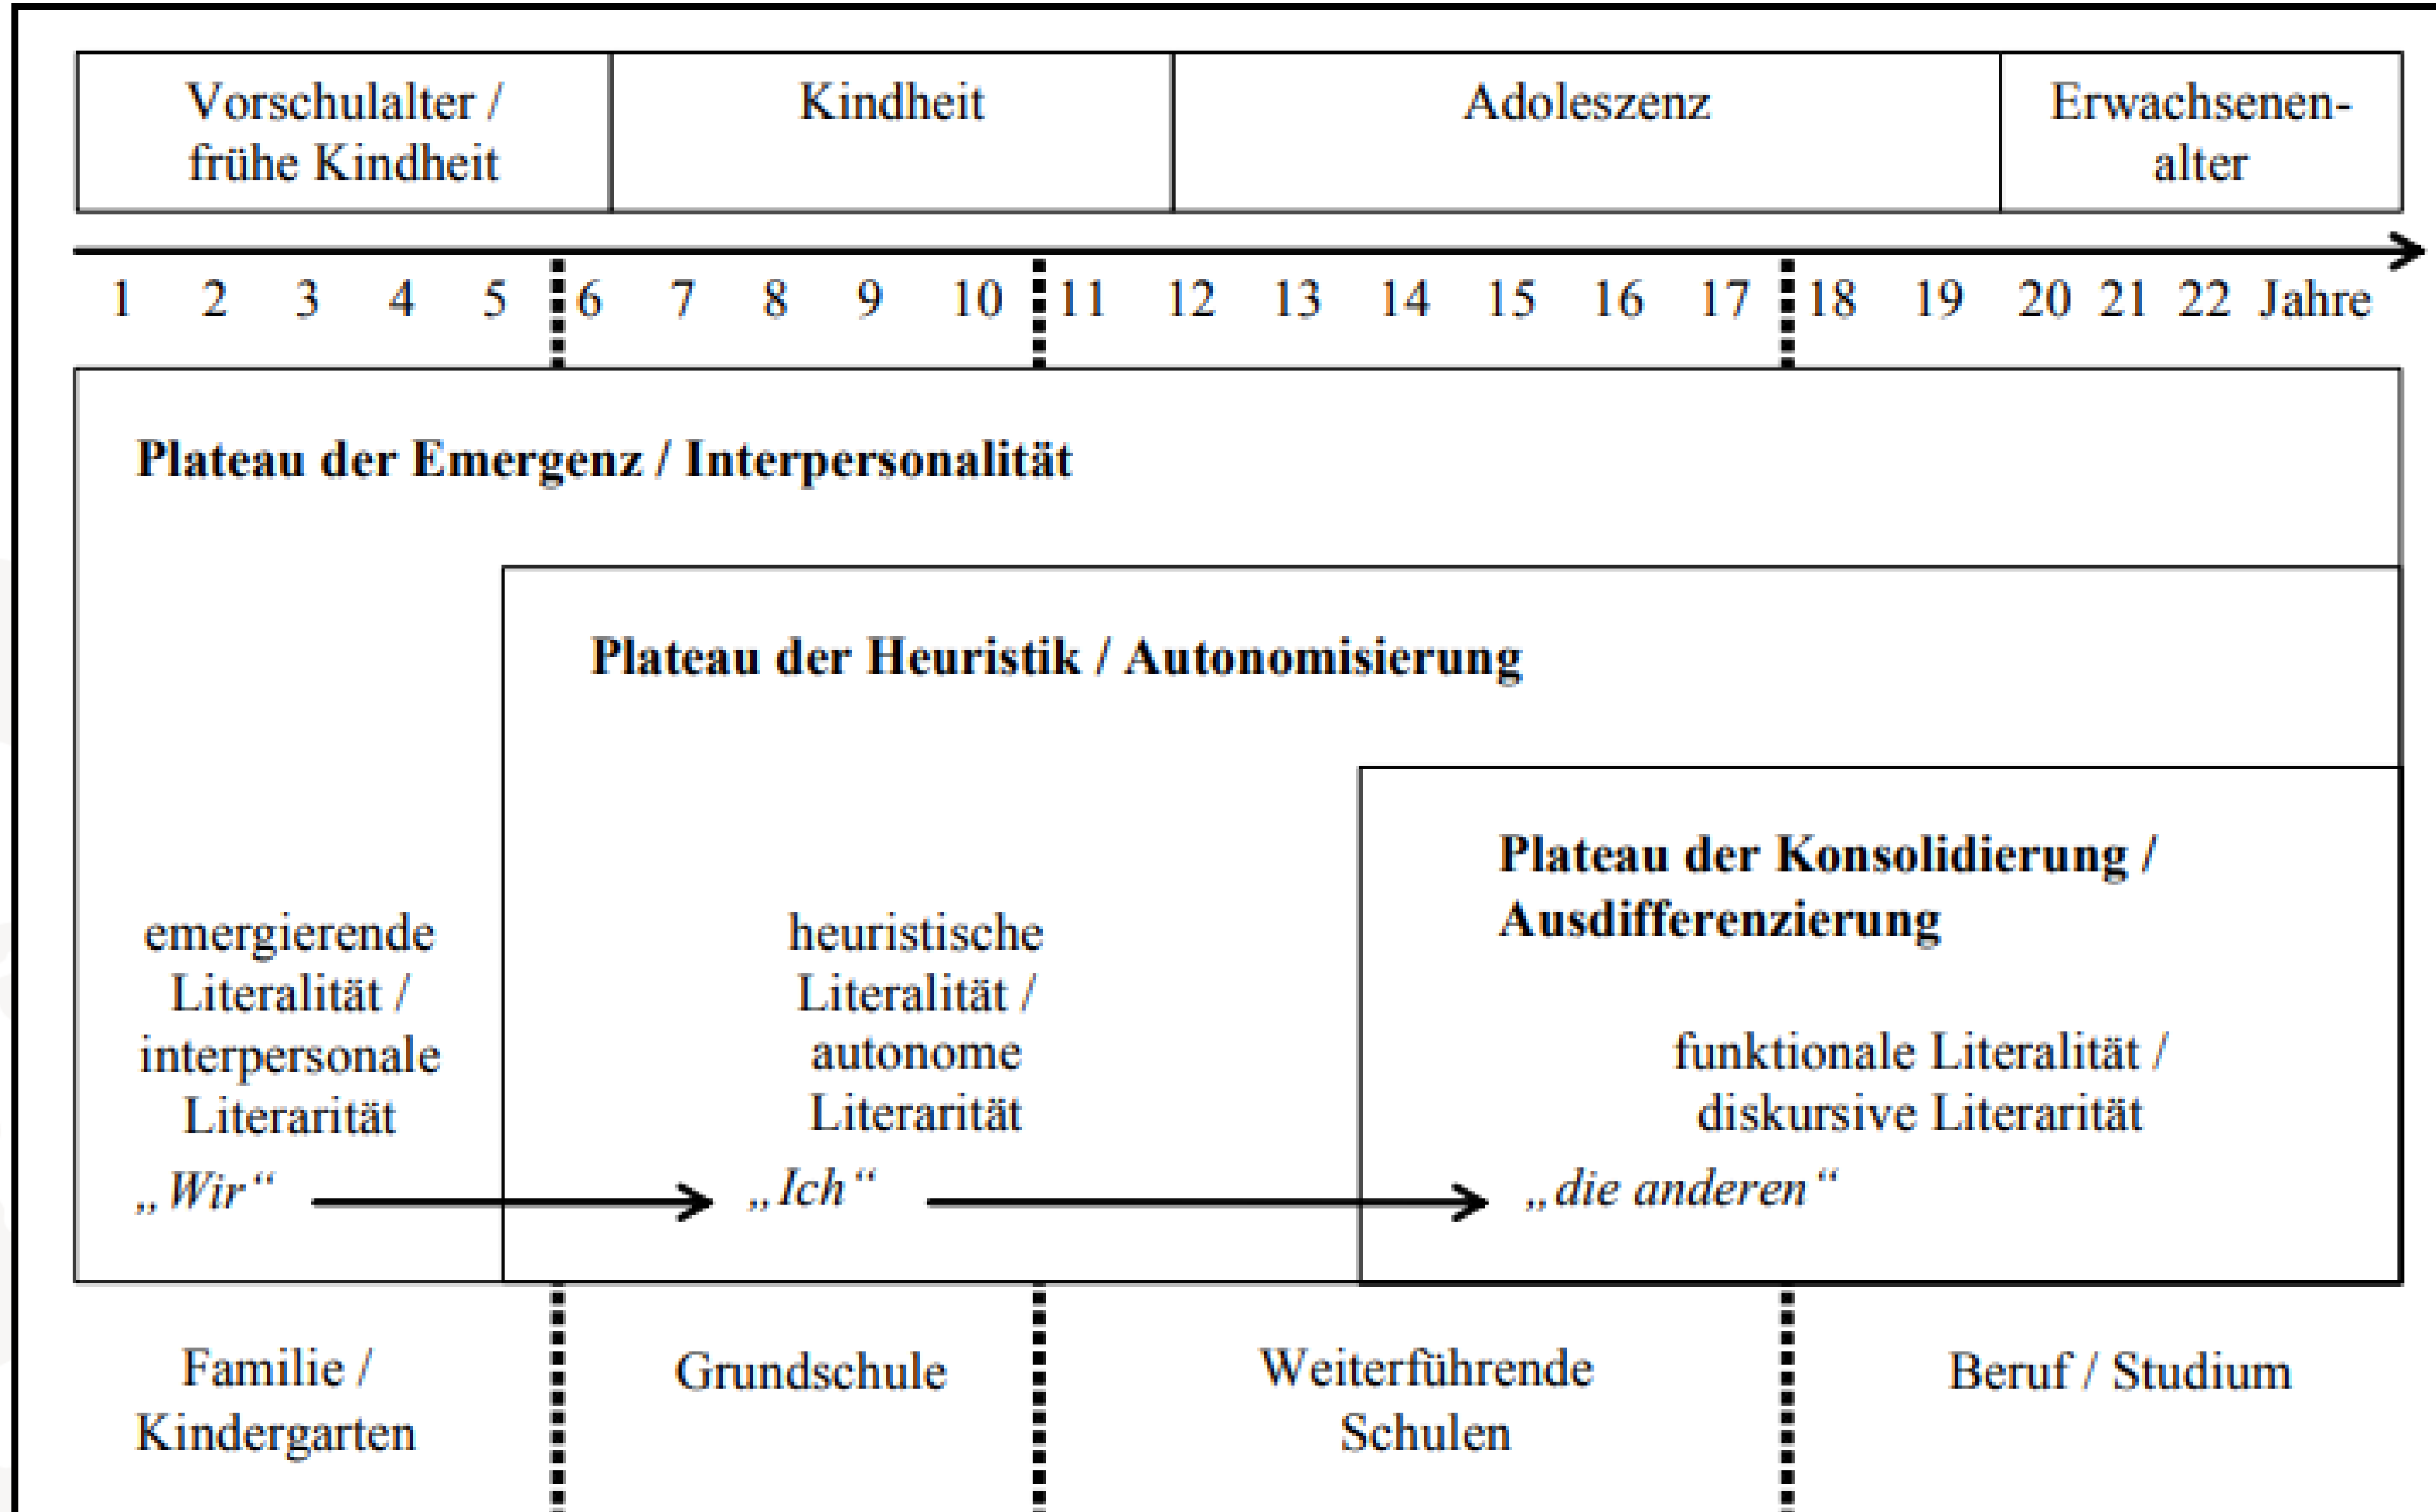 Vorschulalter /
frühe Kindheit
Kindheit
Adoleszenz
Erwachsenen-
alter
1 2 3 4 5 6 7 8 9 10 11 12 13 14 15 16 17 18 19 20 21 22 Jahre
Plateau der Emergenz / Interpersonalität
Plateau der Heuristik / Autonomisierung
Plateau der Konsolidierung /
Ausdifferenzierung
emergierende
Literalität /
interpersonale
Literarität
„Wir“
heuristische
Literalität /
autonome
Literarität
„Ich“
funktionale Literalität /
diskursive Literarität
„die anderen“
Familie /
Kindergarten
Grundschule
Weiterführende
Schulen
Beruf / Studium